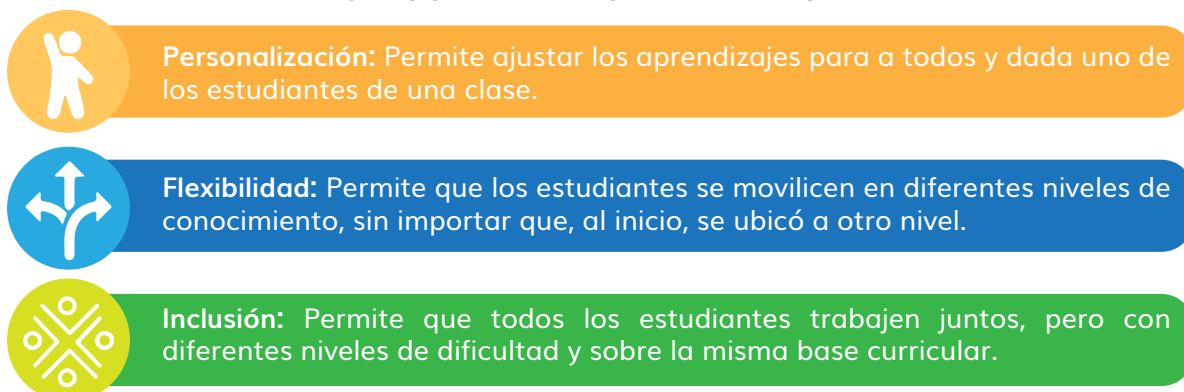 Personalización: Permite ajustar los aprendizajes para a todos y dada uno de
los estudiantes de una clase.
Flexibilidad: Permite que los estudiantes se movilicen en diferentes niveles de
conocimiento, sin importar que, al inicio, se ubicó a otro nivel.
Inclusión: Permite que todos los estudiantes trabajen juntos, pero con
diferentes niveles de dificultad y sobre la misma base curricular.